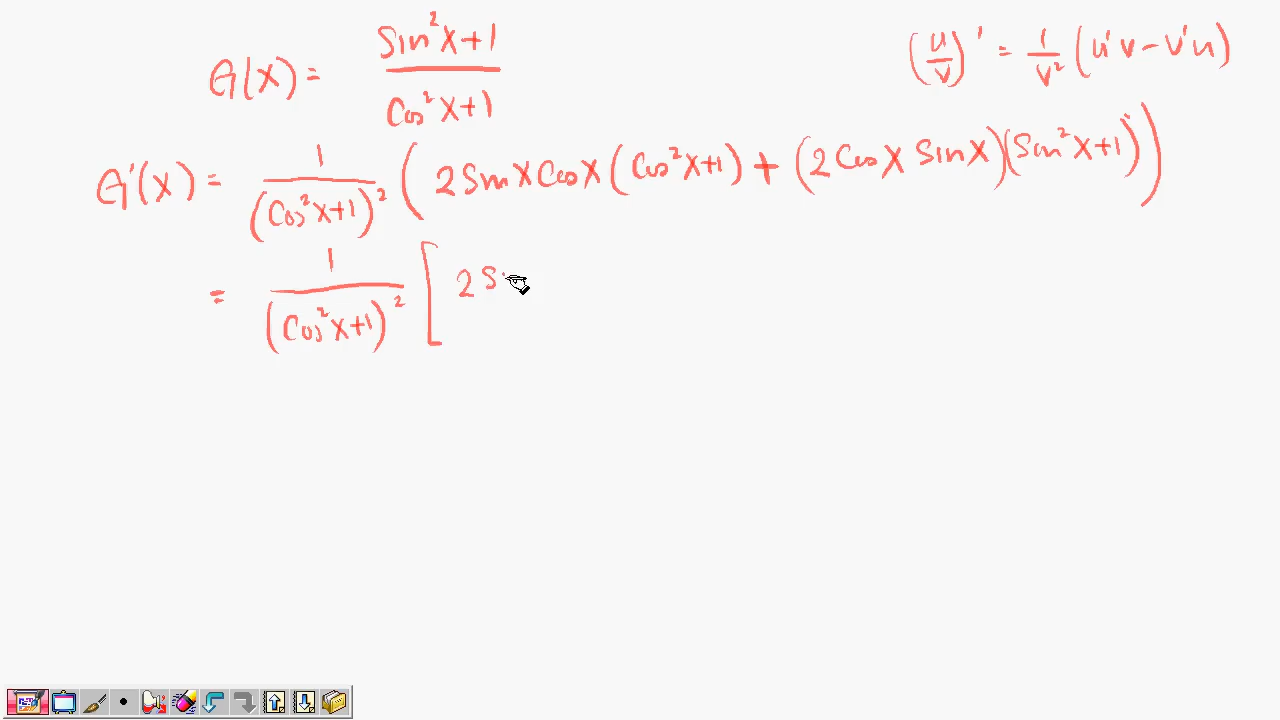 G(x) = (Sin²x+1)/(Cos²x+1)
(u/v)' = 1/v² (u'v - v'u)
G'(x) = 1/(Cos²x+1)² (2 Sin x Cos x (Cos²x+1) + (2 Cos x Sin x)(Sin²x+1))
= 1/(Cos²x+1)² [ 2 S